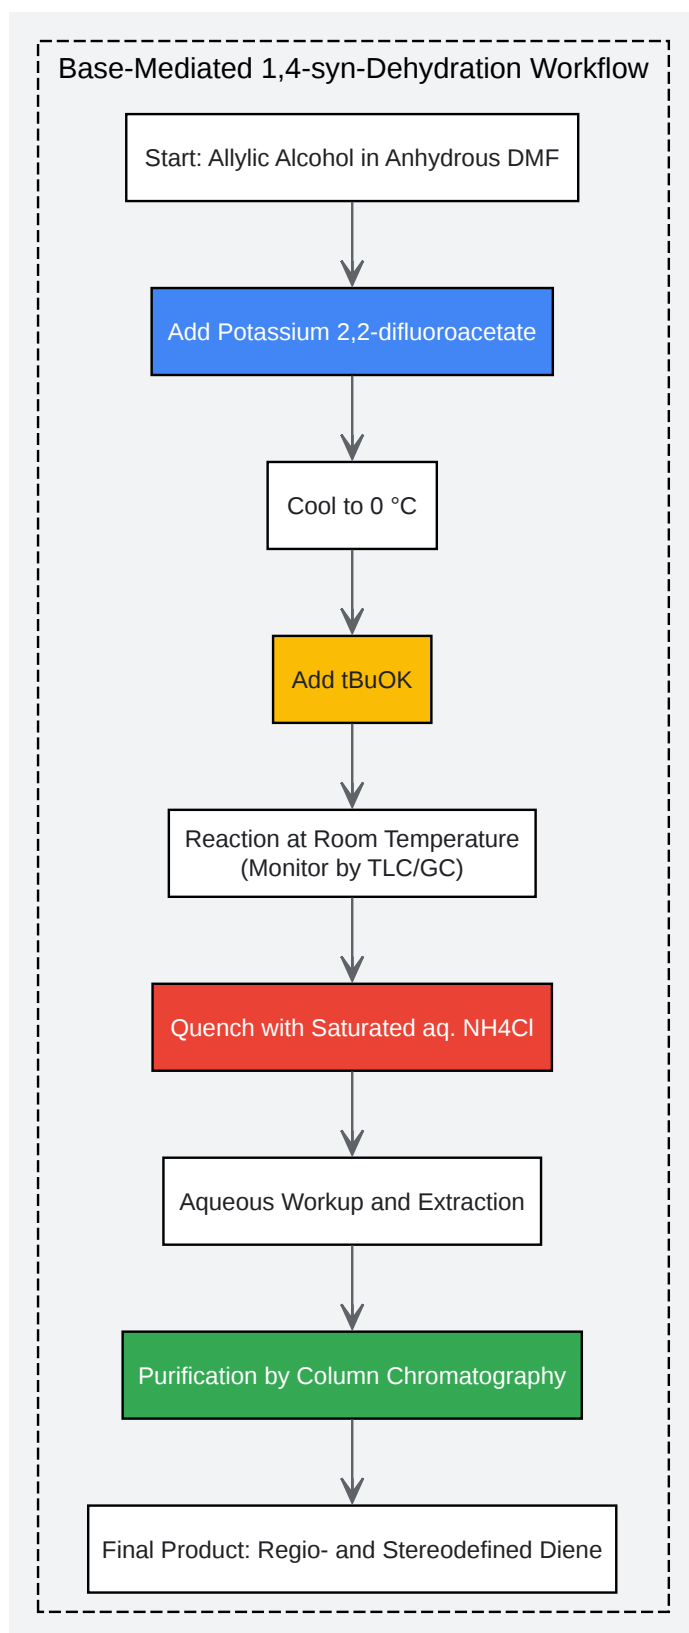 Base-Mediated 1,4-syn-Dehydration Workflow
Start: Allylic Alcohol in Anhydrous DMF
Add Potassium 2,2-difluoroacetate
Cool to 0 °C
Add tBuOK
Reaction at Room Temperature
(Monitor by TLC/GC)
Quench with Saturated aq. NH4Cl
Aqueous Workup and Extraction
Purification by Column Chromatography
Final Product: Regio- and Stereodefined Diene